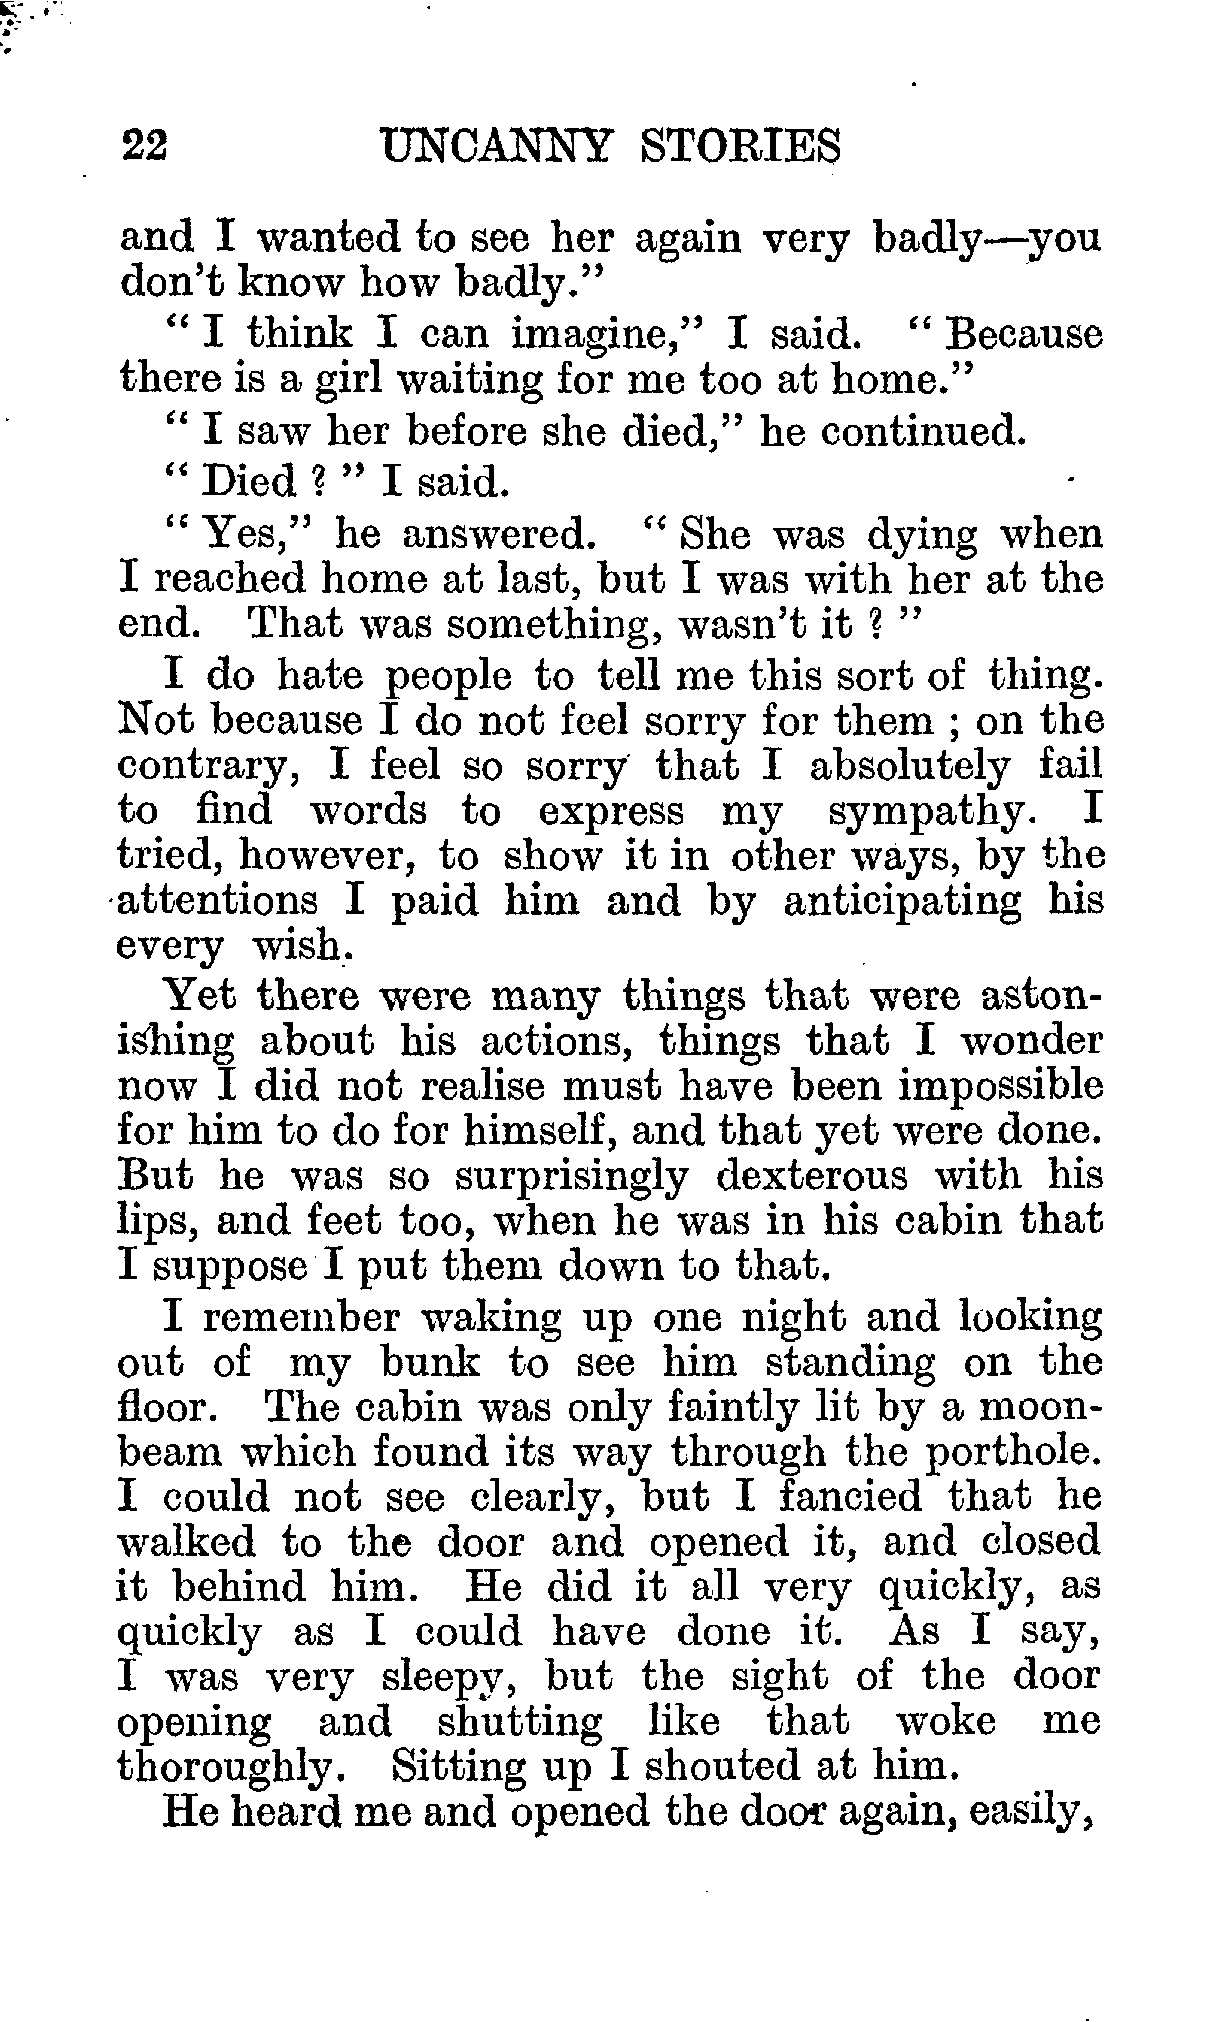 22 UNCANNY STORIES
and I wanted to see her again very badly—you
don't know how badly."
" I think I can imagine," I said. " Because
there is a girl waiting for me too at home."
" I saw her before she died," he continued.
" Died ? " I said.
" Yes," he answered. " She was dying when
I reached home at last, but I was with her at the
end. That was something, wasn't it ? "
I do hate people to tell me this sort of thing.
Not because I do not feel sorry for them ; on the
contrary, I feel so sorry that I absolutely fail
to find words to express my sympathy. I
tried, however, to show it in other ways, by the
attentions I paid him and by anticipating his
every wish.
Yet there were many things that were aston-
ishing about his actions, things that I wonder
now I did not realise must have been impossible
for him to do for himself, and that yet were done.
But he was so surprisingly dexterous with his
lips, and feet too, when he was in his cabin that
I suppose I put them down to that.
I remember waking up one night and looking
out of my bunk to see him standing on the
floor. The cabin was only faintly lit by a moon-
beam which found its way through the porthole.
I could not see clearly, but I fancied that he
walked to the door and opened it, and closed
it behind him. He did it all very quickly, as
quickly as I could have done it. As I say,
I was very sleepy, but the sight of the door
opening and shutting like that woke me
thoroughly. Sitting up I shouted at him.
He heard me and opened the door again, easily,